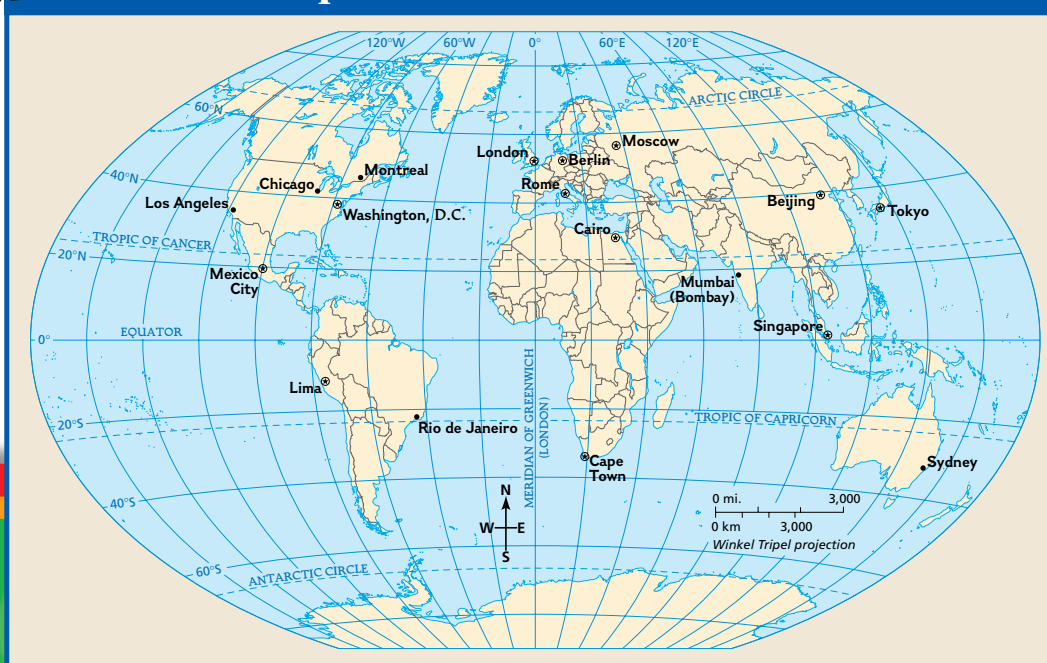 120°W 60°W 0° 60°E 120°E
ARCTIC CIRCLE
60°N
Moscow
London
Berlin
Montreal
40°N
Rome
Chicago
Los Angeles
Beijing
Washington, D.C.
Tokyo
Cairo
TROPIC OF CANCER
20°N
Mexico
City
Mumbai
(Bombay)
Singapore
EQUATOR
0°
Lima
MERIDIAN OF GREENWICH
(LONDON)
TROPIC OF CAPRICORN
20°S
Rio de Janeiro
Cape
Town
Sydney
N
W E
S
0 mi. 3,000
0 km 3,000
Winkel Tripel projection
40°S
60°S
ANTARCTIC CIRCLE